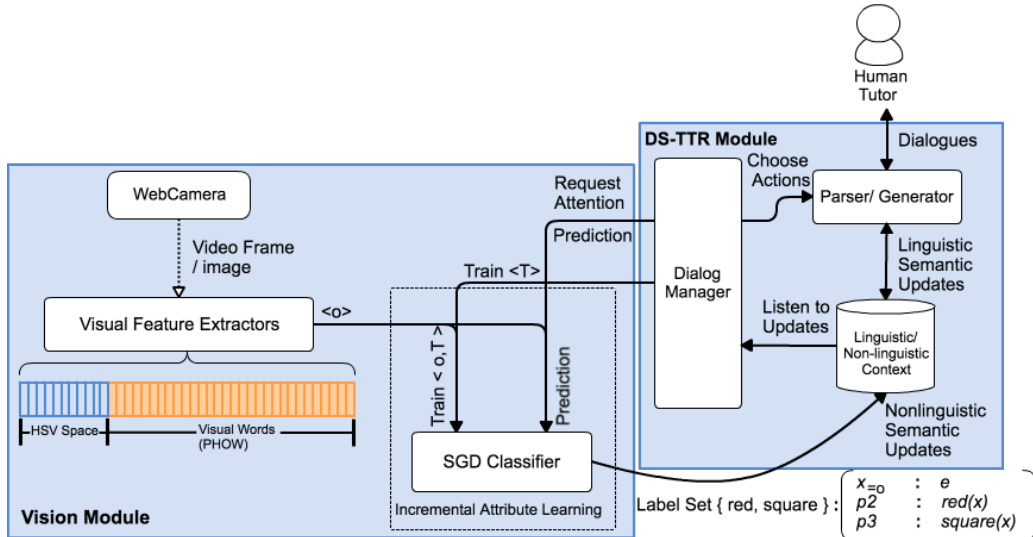 Human
Tutor
DS-TTR Module
Dialogues
Choose
Actions
Parser/ Generator
WebCamera
Request
Attention
Prediction
Video Frame
/ image
Linguistic
Semantic
Updates
Train <T>
Dialog
Manager
Visual Feature Extractors
<o>
Listen to
Updates
Linguistic/
Non-linguistic
Context
Train < o,T >
Prediction
HSV Space
Visual Words
(PHOW)
Nonlinguistic
Semantic
Updates
SGD Classifier
Incremental Attribute Learning
Vision Module
Label Set { red, square } :
x=o : e
p2 : red(x)
p3 : square(x)